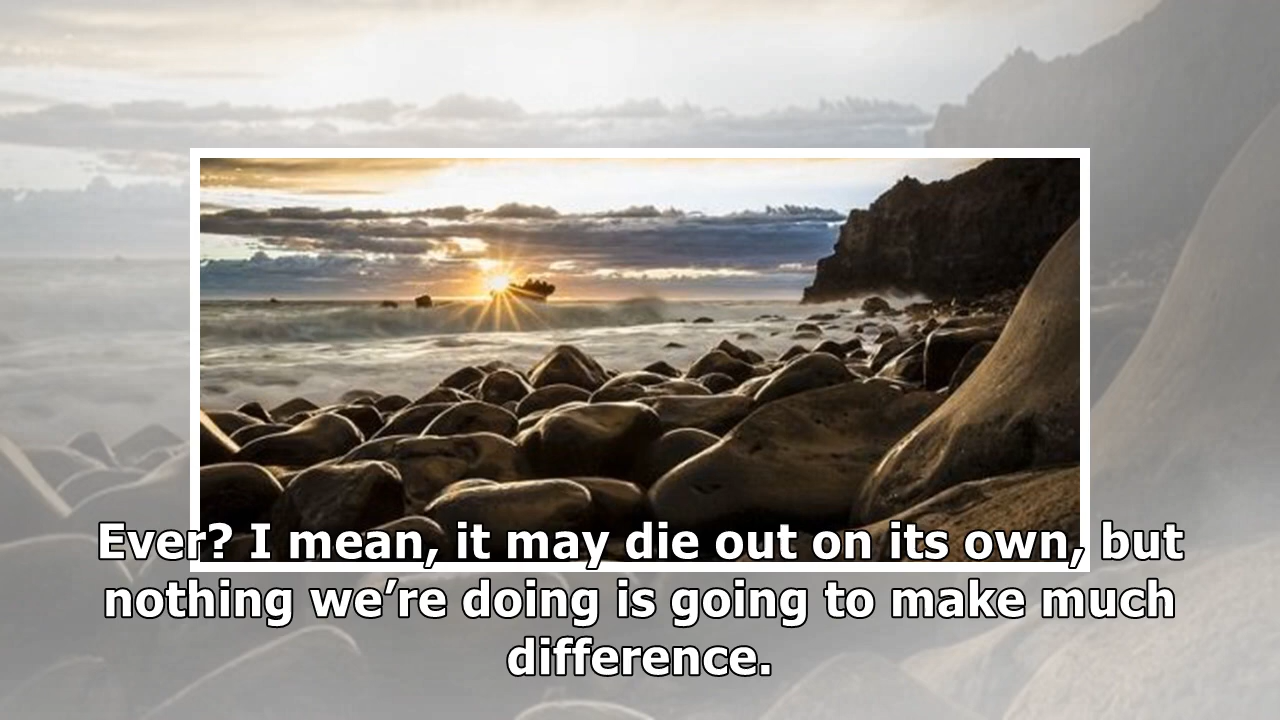 Ever? I mean, it may die out on its own, but
nothing we’re doing is going to make much
difference.